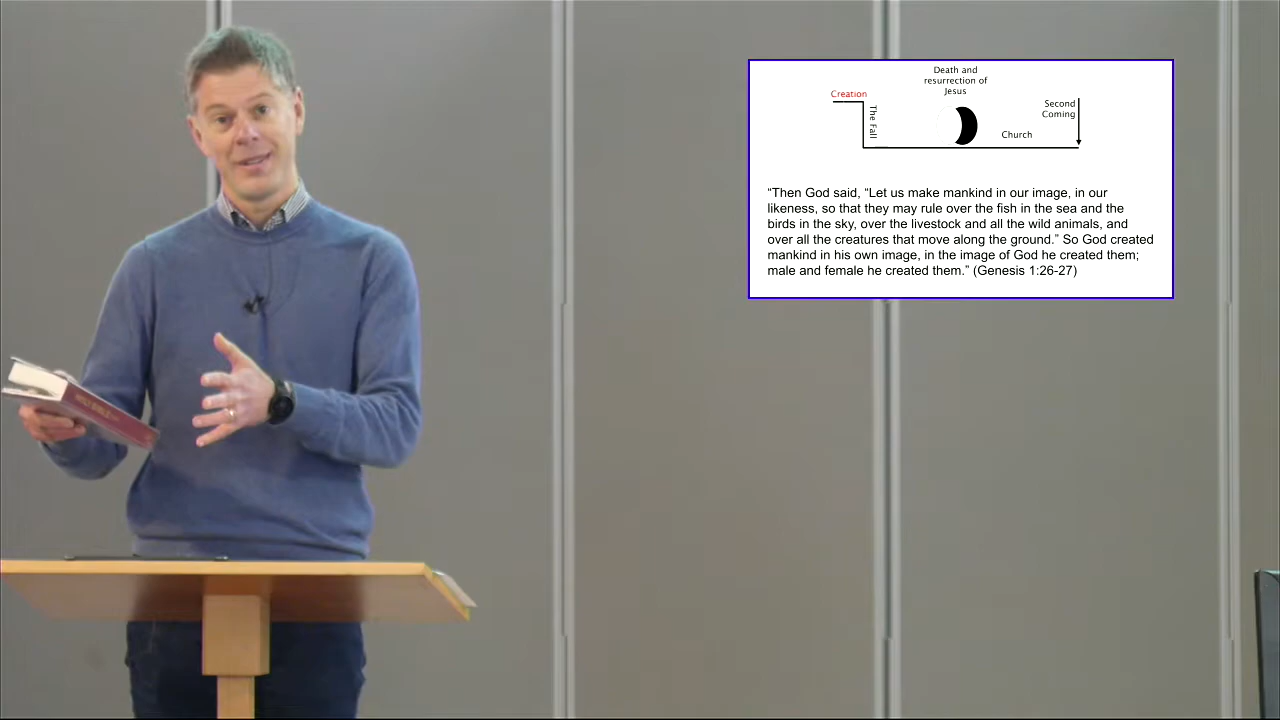 Death and
resurrection of
Jesus
Creation
The Fall
Second
Coming
Church
“Then God said, “Let us make mankind in our image, in our
likeness, so that they may rule over the fish in the sea and the
birds in the sky, over the livestock and all the wild animals, and
over all the creatures that move along the ground.” So God created
mankind in his own image, in the image of God he created them;
male and female he created them.” (Genesis 1:26-27)
HOLY BIBLE